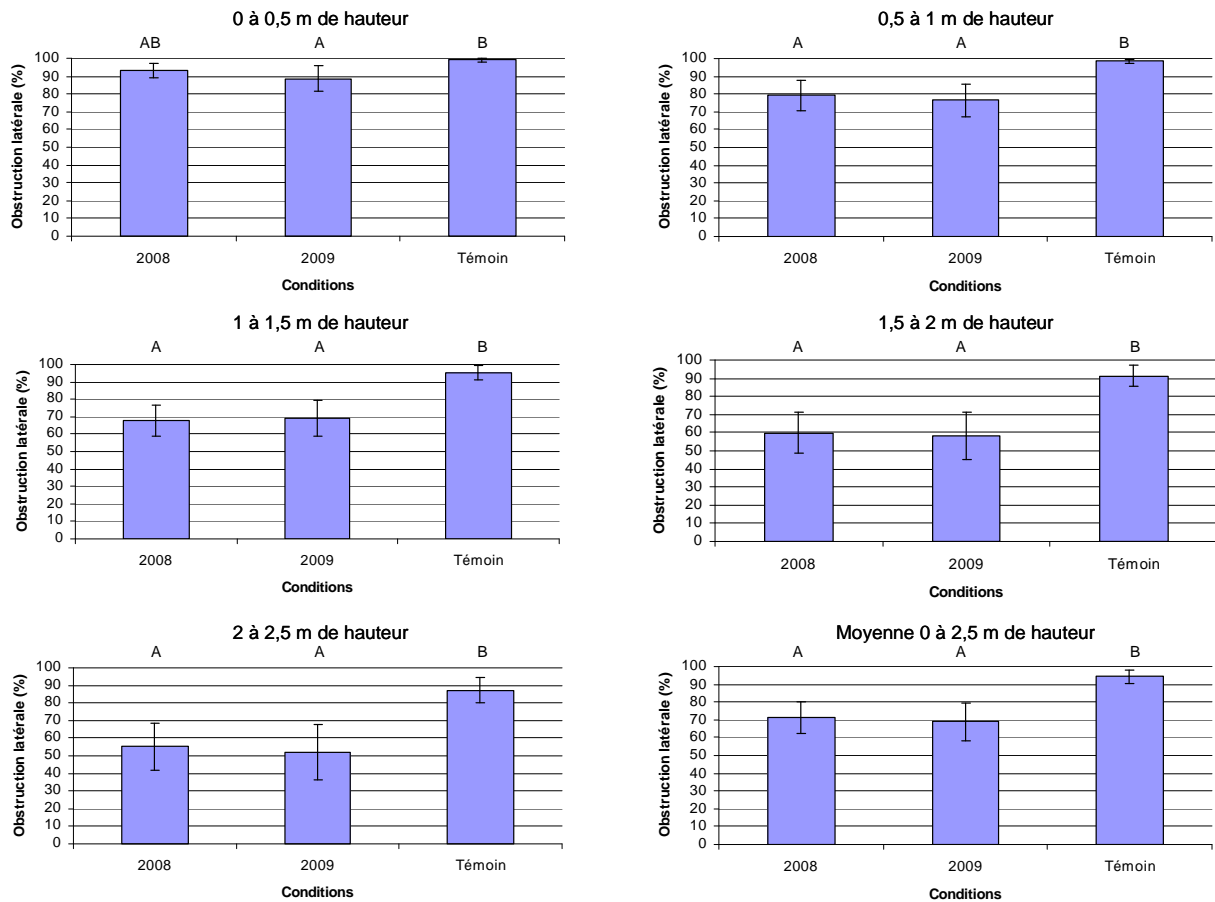 0 à 0,5 m de hauteur
AB A B
Obstruction latérale (%)
100
90
80
70
60
50
40
30
20
10
0
2008 2009 Témoin
Conditions
0,5 à 1 m de hauteur
A A B
Obstruction latérale (%)
100
90
80
70
60
50
40
30
20
10
0
2008 2009 Témoin
Conditions
1 à 1,5 m de hauteur
A A B
Obstruction latérale (%)
100
90
80
70
60
50
40
30
20
10
0
2008 2009 Témoin
Conditions
1,5 à 2 m de hauteur
A A B
Obstruction latérale (%)
100
90
80
70
60
50
40
30
20
10
0
2008 2009 Témoin
Conditions
2 à 2,5 m de hauteur
A A B
Obstruction latérale (%)
100
90
80
70
60
50
40
30
20
10
0
2008 2009 Témoin
Conditions
Moyenne 0 à 2,5 m de hauteur
A A B
Obstruction latérale (%)
100
90
80
70
60
50
40
30
20
10
0
2008 2009 Témoin
Conditions